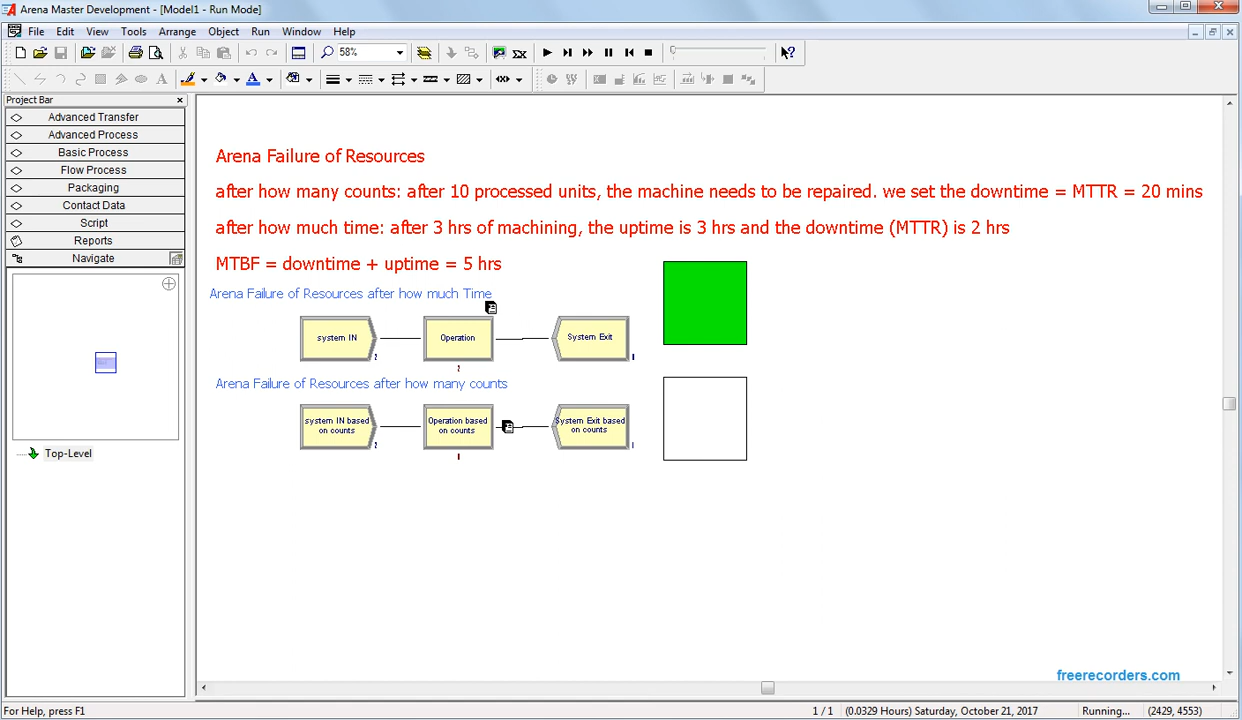 Arena Master Development - [Model1 - Run Mode]
File Edit View Tools Arrange Object Run Window Help
58%
Project Bar
Advanced Transfer
Advanced Process
Basic Process
Flow Process
Packaging
Contact Data
Script
Reports
Navigate
Top-Level
Arena Failure of Resources
after how many counts: after 10 processed units, the machine needs to be repaired. we set the downtime = MTTR = 20 mins
after how much time: after 3 hrs of machining, the uptime is 3 hrs and the downtime (MTTR) is 2 hrs
MTBF = downtime + uptime = 5 hrs
Arena Failure of Resources after how much Time
system IN
Operation
System Exit
Arena Failure of Resources after how many counts
system IN based
on counts
Operation based
on counts
System Exit based
on counts
freerecorders.com
For Help, press F1
1 / 1 (0.0329 Hours) Saturday, October 21, 2017 Running... (2429, 4553)